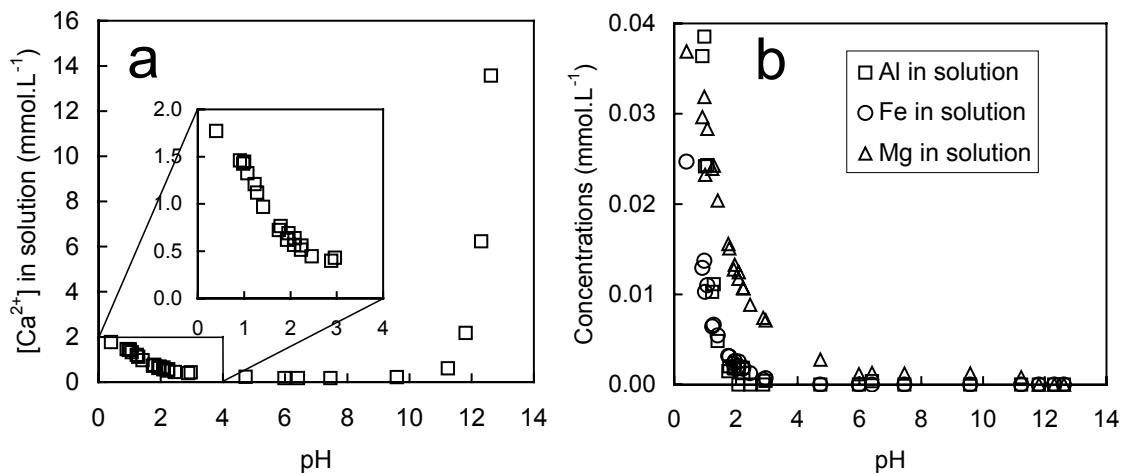 a
[Ca²⁺] in solution (mmol.L⁻¹)
16
14
12
10
8
6
4
2
0
0 2 4 6 8 10 12 14
pH
2.0
1.5
1.0
0.5
0.0
0 1 2 3 4
b
Concentrations (mmol.L⁻¹)
0.04
0.03
0.02
0.01
0.00
0 2 4 6 8 10 12 14
pH
Al in solution
Fe in solution
Mg in solution